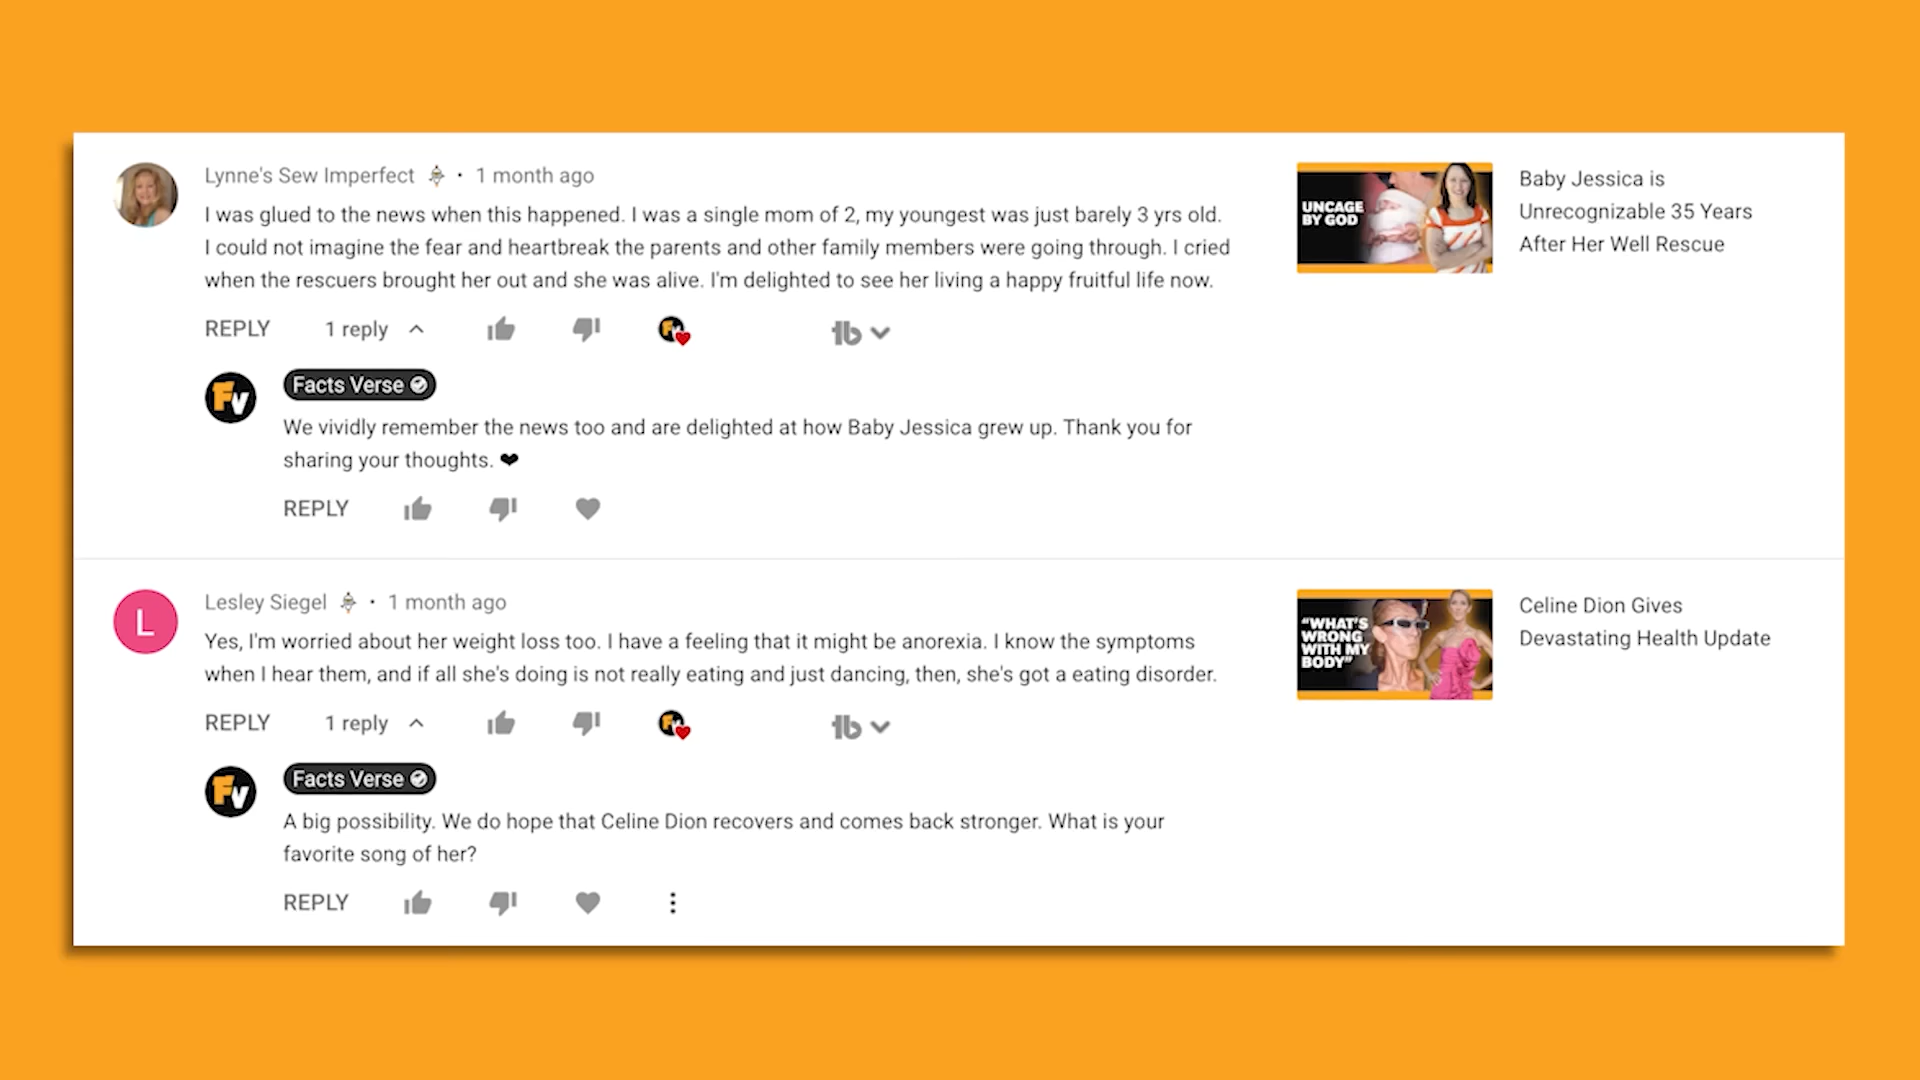 Lynne's Sew Imperfect · 1 month ago
I was glued to the news when this happened. I was a single mom of 2, my youngest was just barely 3 yrs old.
I could not imagine the fear and heartbreak the parents and other family members were going through. I cried
when the rescuers brought her out and she was alive. I'm delighted to see her living a happy fruitful life now.
REPLY 1 reply
Fv
tb
UNCAGE
BY GOD
Baby Jessica is
Unrecognizable 35 Years
After Her Well Rescue
Fv
Facts Verse
We vividly remember the news too and are delighted at how Baby Jessica grew up. Thank you for
sharing your thoughts. ❤
REPLY
L
Lesley Siegel · 1 month ago
Yes, I'm worried about her weight loss too. I have a feeling that it might be anorexia. I know the symptoms
when I hear them, and if all she's doing is not really eating and just dancing, then, she's got a eating disorder.
REPLY 1 reply
Fv
tb
"WHAT'S
WRONG
WITH MY
BODY"
Celine Dion Gives
Devastating Health Update
Fv
Facts Verse
A big possibility. We do hope that Celine Dion recovers and comes back stronger. What is your
favorite song of her?
REPLY